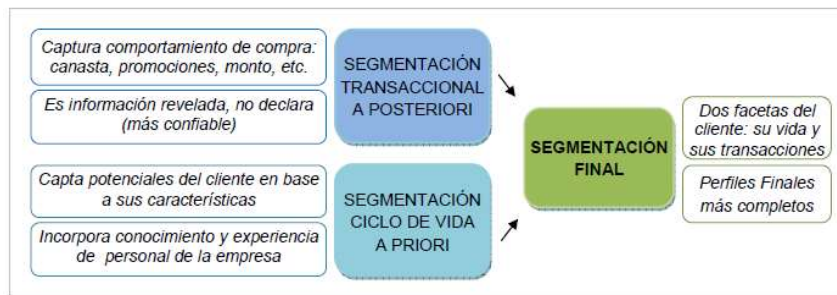 Captura comportamiento de compra:
canasta, promociones, monto, etc.
Es información revelada, no declara
(más confiable)
SEGMENTACIÓN
TRANSACCIONAL
A POSTERIORI
Capta potenciales del cliente en base
a sus características
Incorpora conocimiento y experiencia
de personal de la empresa
SEGMENTACIÓN
CICLO DE VIDA
A PRIORI
SEGMENTACIÓN
FINAL
Dos facetas del
cliente: su vida y
sus transacciones
Perfiles Finales
más completos